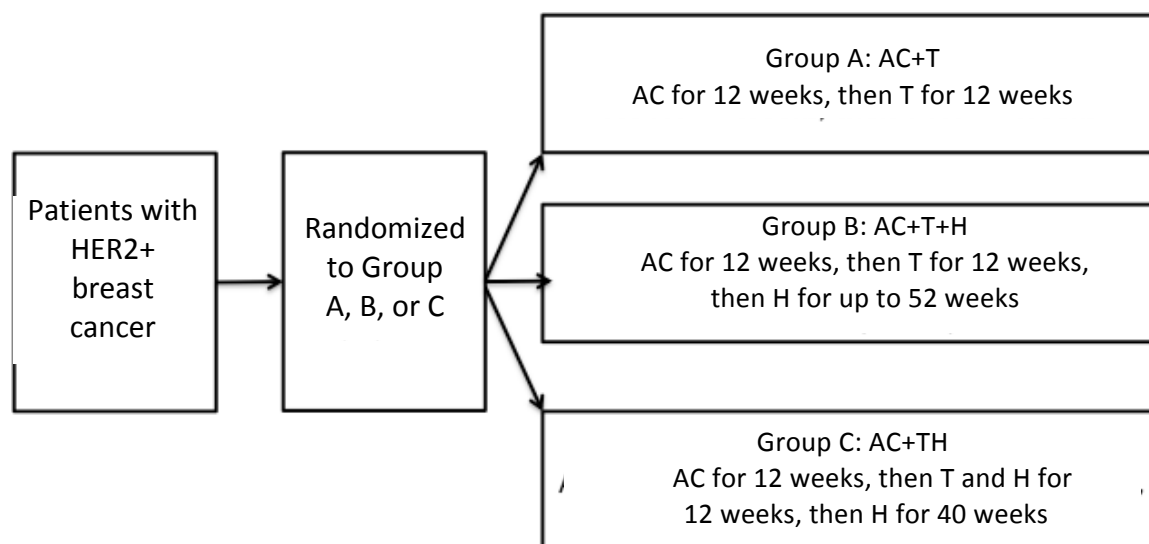 Patients with
HER2+
breast
cancer
Randomized
to Group
A, B, or C
Group A: AC+T
AC for 12 weeks, then T for 12 weeks
Group B: AC+T+H
AC for 12 weeks, then T for 12 weeks,
then H for up to 52 weeks
Group C: AC+TH
AC for 12 weeks, then T and H for
12 weeks, then H for 40 weeks